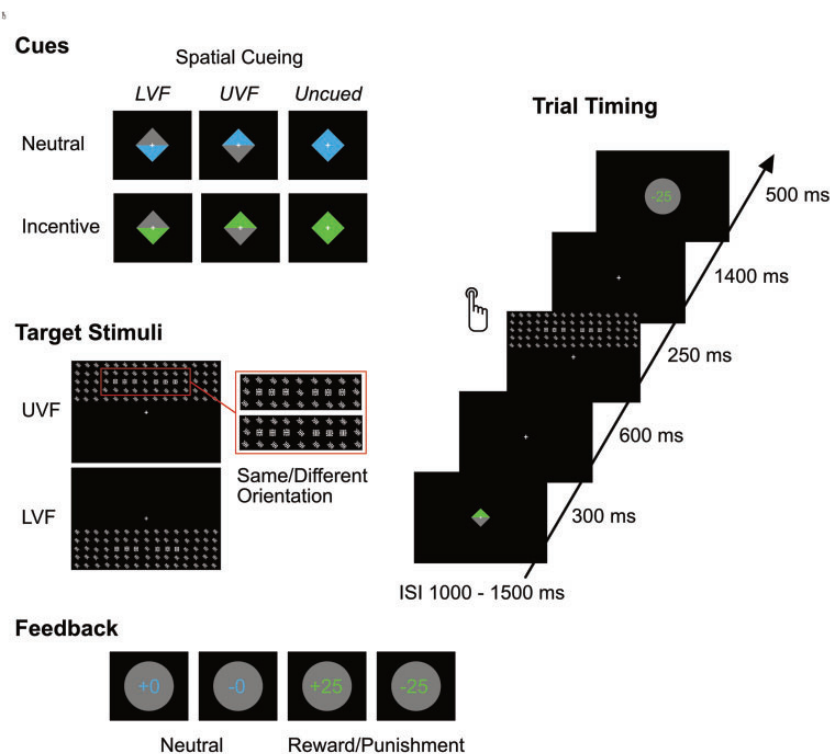 Cues
Spatial Cueing
LVF UVF Uncued
Neutral
Incentive
Target Stimuli
UVF
LVF
Same/Different
Orientation
Feedback
+0 -0 +25 -25
Neutral Reward/Punishment
Trial Timing
-25
500 ms
1400 ms
250 ms
600 ms
300 ms
ISI 1000 - 1500 ms